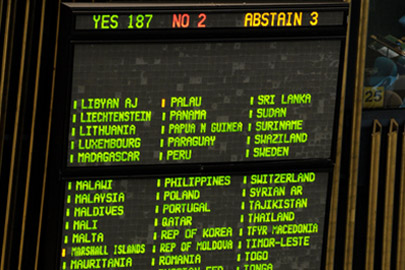 YES 187 NO 2 ABSTAIN 3
LIBYAN AJ PALAU SRI LANKA
LIECHTENSTEIN PANAMA SUDAN
LITHUANIA PAPUA N GUINEA SURINAME
LUXEMBOURG PARAGUAY SWAZILAND
MADAGASCAR PERU SWEDEN
MALAWI PHILIPPINES SWITZERLAND
MALAYSIA POLAND SYRIAN AR
MALDIVES PORTUGAL TAJIKISTAN
MALI QATAR THAILAND
MALTA REP OF KOREA TFYR MACEDONIA
MARSHALL ISLANDS REP OF MOLDOVA TIMOR-LESTE
MAURITANIA ROMANIA TOGO
TONGA
25